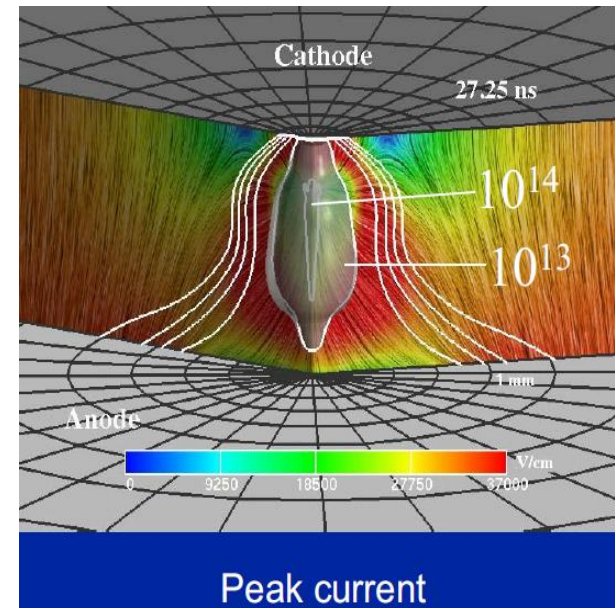 Cathode
27.25 ns
10¹⁴
10¹³
1 mm
Anode
V/cm
0 9250 18500 27750 37000
Peak current